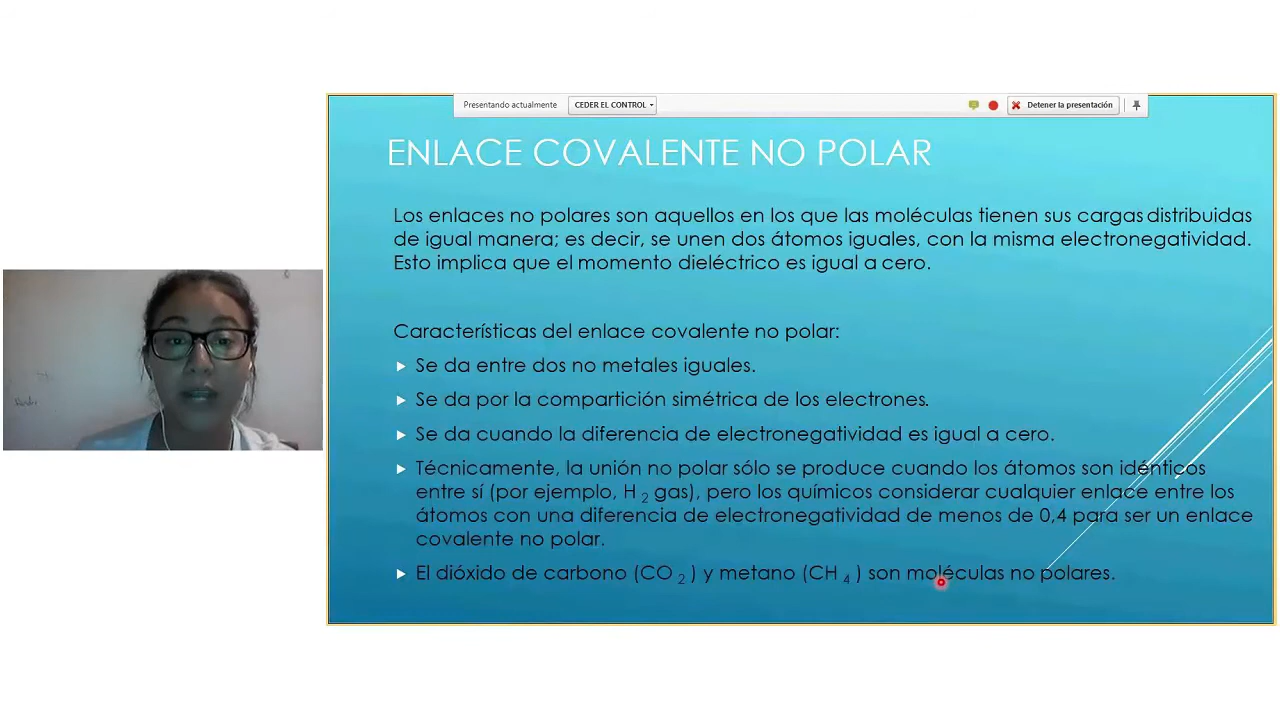 Presentando actualmente CEDER EL CONTROL Detener la presentación
ENLACE COVALENTE NO POLAR
Los enlaces no polares son aquellos en los que las moléculas tienen sus cargas distribuidas
de igual manera; es decir, se unen dos átomos iguales, con la misma electronegatividad.
Esto implica que el momento dieléctrico es igual a cero.
Características del enlace covalente no polar:
Se da entre dos no metales iguales.
Se da por la compartición simétrica de los electrones.
Se da cuando la diferencia de electronegatividad es igual a cero.
Técnicamente, la unión no polar sólo se produce cuando los átomos son idénticos
entre sí (por ejemplo, H 2 gas), pero los químicos considerar cualquier enlace entre los
átomos con una diferencia de electronegatividad de menos de 0,4 para ser un enlace
covalente no polar.
El dióxido de carbono (CO 2 ) y metano (CH 4 ) son moléculas no polares.